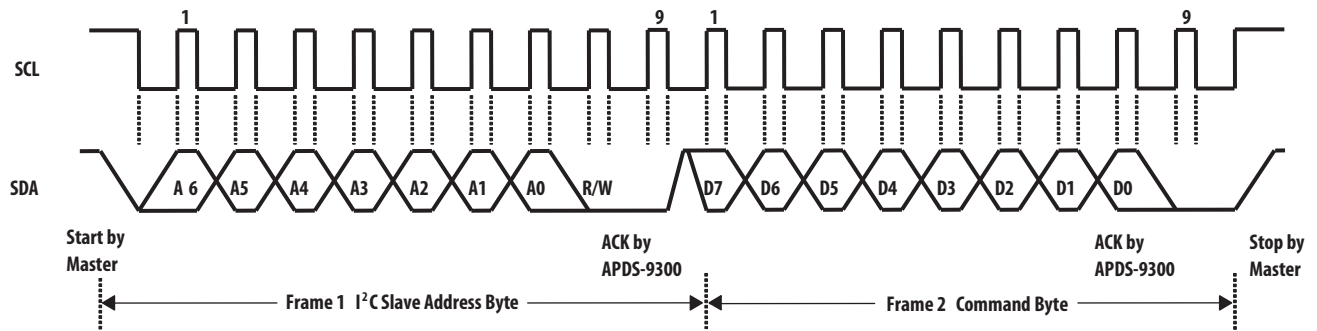 1 9 1 9
SCL
SDA A 6 A5 A4 A3 A2 A1 A0 R/W D7 D6 D5 D4 D3 D2 D1 D0
Start by
Master
ACK by
APDS-9300
ACK by
APDS-9300
Stop by
Master
Frame 1 I²C Slave Address Byte
Frame 2 Command Byte